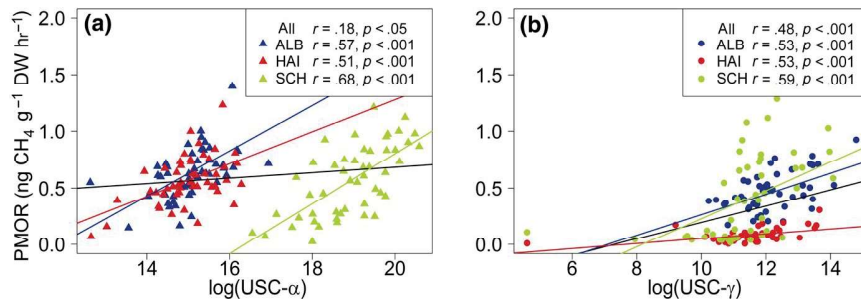 (a)
All r = .18, p < .05
ALB r = .57, p < .001
HAI r = .51, p < .001
SCH r = .68, p < .001
PMOR (ng CH4 g−1 DW hr−1)
2.0
1.5
1.0
0.5
0.0
14 16 18 20
log(USC-α)
(b)
All r = .48, p < .001
ALB r = .53, p < .001
HAI r = .53, p < .001
SCH r = .59, p < .001
2.0
1.5
1.0
0.5
0.0
6 8 10 12 14
log(USC-γ)